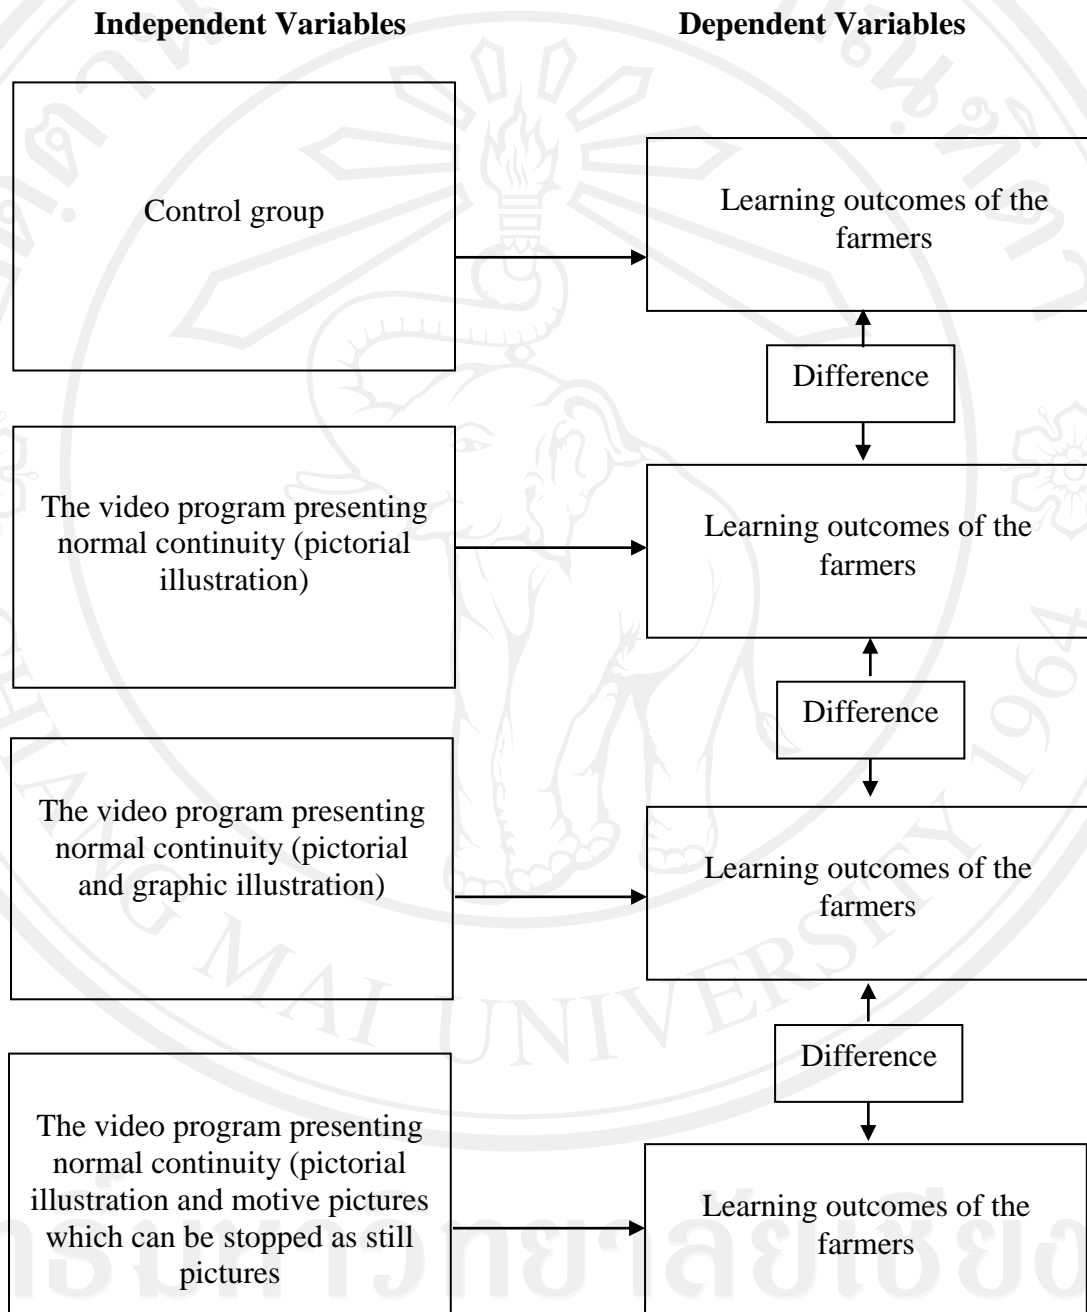 Independent Variables
Dependent Variables
Control group
Learning outcomes of the
farmers
Difference
The video program presenting
normal continuity (pictorial
illustration)
Learning outcomes of the
farmers
Difference
The video program presenting
normal continuity (pictorial
and graphic illustration)
Learning outcomes of the
farmers
Difference
The video program presenting
normal continuity (pictorial
illustration and motive pictures
which can be stopped as still
pictures
Learning outcomes of the
farmers
MAI UNIVERSITY 1964